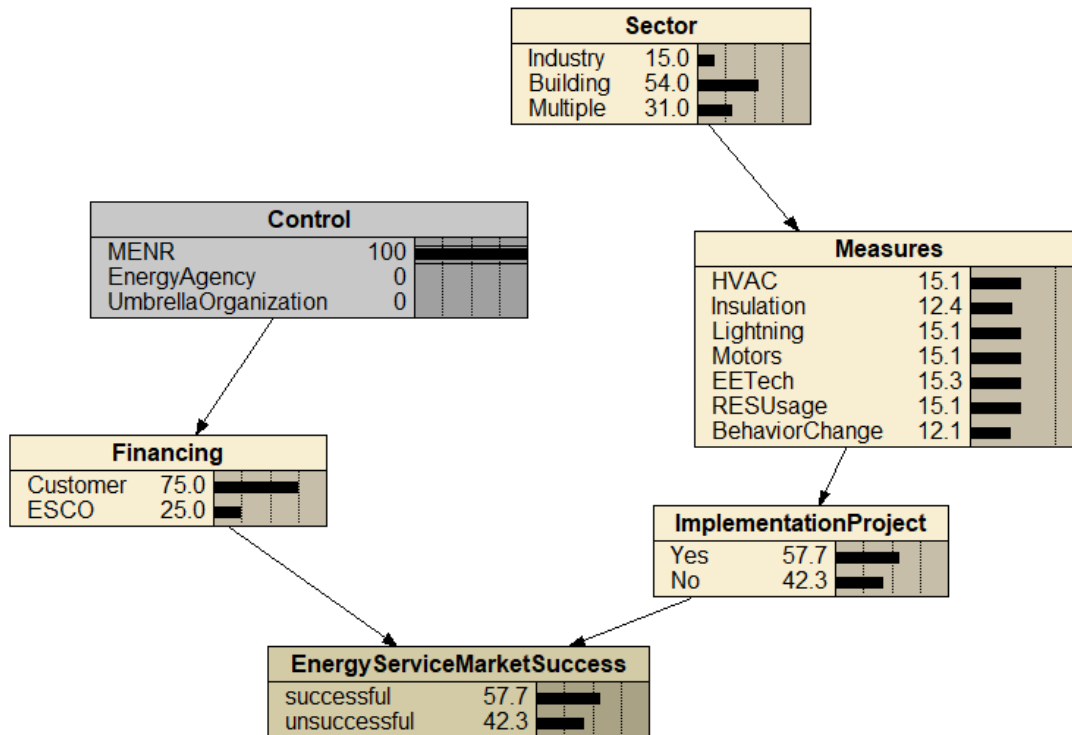 Sector
Industry 15.0
Building 54.0
Multiple 31.0
Control
MENR 100
EnergyAgency 0
UmbrellaOrganization 0
Measures
HVAC 15.1
Insulation 12.4
Lightning 15.1
Motors 15.1
EETech 15.3
RESUsage 15.1
BehaviorChange 12.1
Financing
Customer 75.0
ESCO 25.0
ImplementationProject
Yes 57.7
No 42.3
EnergyServiceMarketSuccess
successful 57.7
unsuccessful 42.3